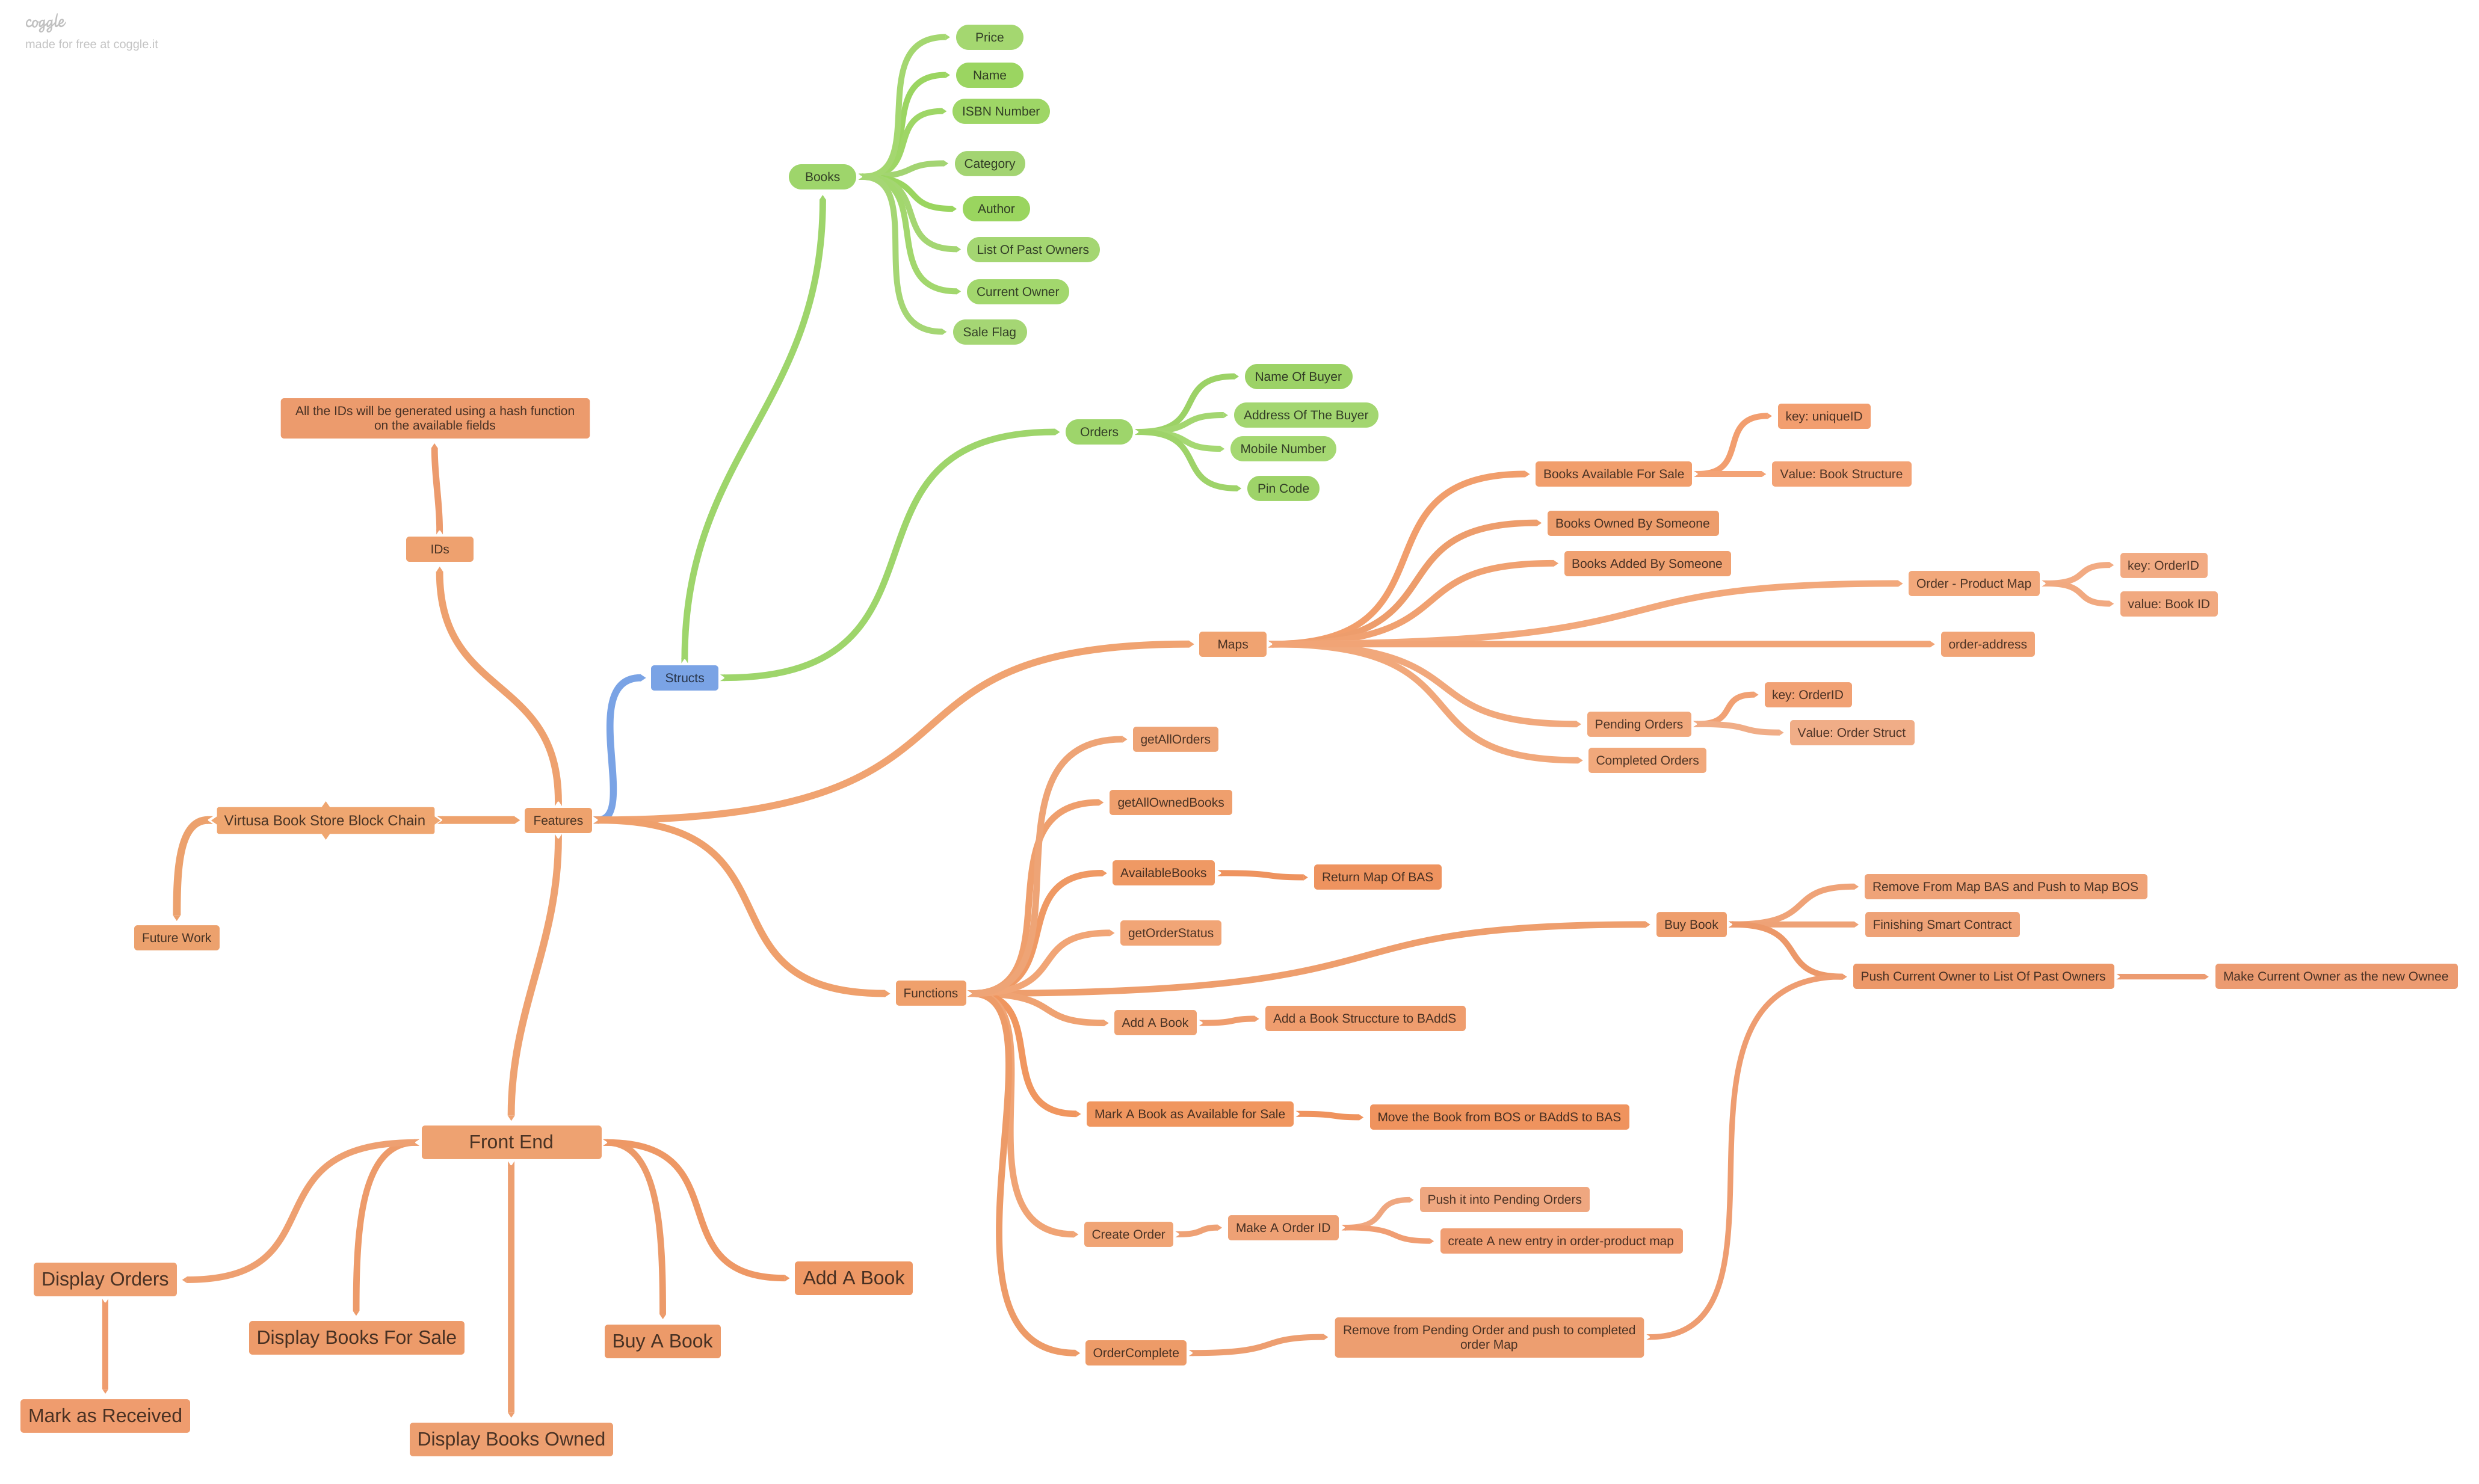 coggle
made for free at coggle.it
Price
Name
ISBN Number
Category
Books
Author
List Of Past Owners
Current Owner
Sale Flag
Name Of Buyer
Address Of The Buyer
Orders
Mobile Number
Pin Code
All the IDs will be generated using a hash function
on the available fields
IDs
Structs
key: uniqueID
Books Available For Sale
Value: Book Structure
Books Owned By Someone
Books Added By Someone
key: OrderID
Order - Product Map
value: Book ID
Maps
order-address
key: OrderID
Pending Orders
Value: Order Struct
Completed Orders
Virtusa Book Store Block Chain
Features
Future Work
getAllOrders
getAllOwnedBooks
AvailableBooks
Return Map Of BAS
getOrderStatus
Functions
Remove From Map BAS and Push to Map BOS
Buy Book
Finishing Smart Contract
Push Current Owner to List Of Past Owners
Make Current Owner as the new Ownee
Add A Book
Add a Book Struccture to BAddS
Mark A Book as Available for Sale
Move the Book from BOS or BAddS to BAS
Push it into Pending Orders
Create Order
Make A Order ID
create A new entry in order-product map
OrderComplete
Remove from Pending Order and push to completed
order Map
Front End
Display Orders
Add A Book
Display Books For Sale
Buy A Book
Mark as Received
Display Books Owned